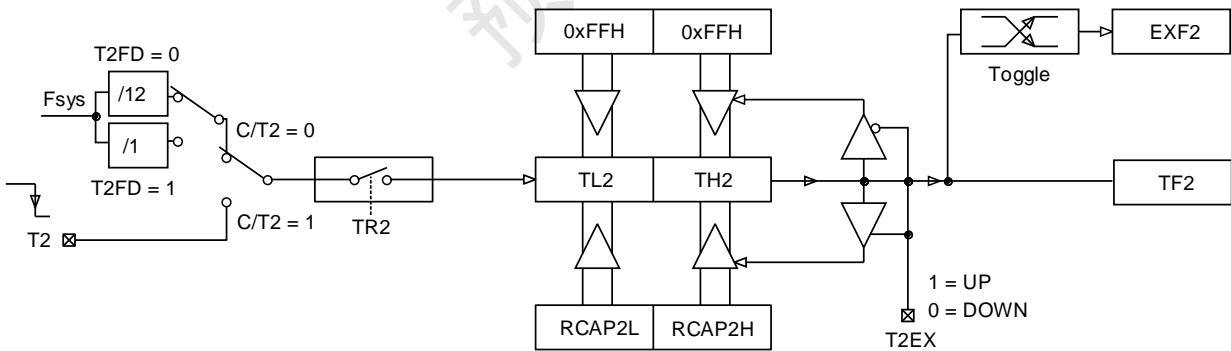 0xFFH 0xFFH
EXF2
Toggle
T2FD = 0
Fsys
/12
/1
T2FD = 1
C/T2 = 0
C/T2 = 1
T2
TR2
TL2 TH2
TF2
1 = UP
0 = DOWN
T2EX
RCAP2L RCAP2H